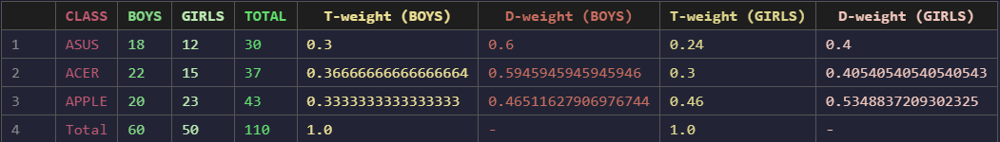 CLASS BOYS GIRLS TOTAL T-weight (BOYS) D-weight (BOYS) T-weight (GIRLS) D-weight (GIRLS)
1 ASUS 18 12 30 0.3 0.6 0.24 0.4
2 ACER 22 15 37 0.36666666666666664 0.5945945945945946 0.3 0.40540540540540543
3 APPLE 20 23 43 0.3333333333333333 0.46511627906976744 0.46 0.5348837209302325
4 Total 60 50 110 1.0 - 1.0 -